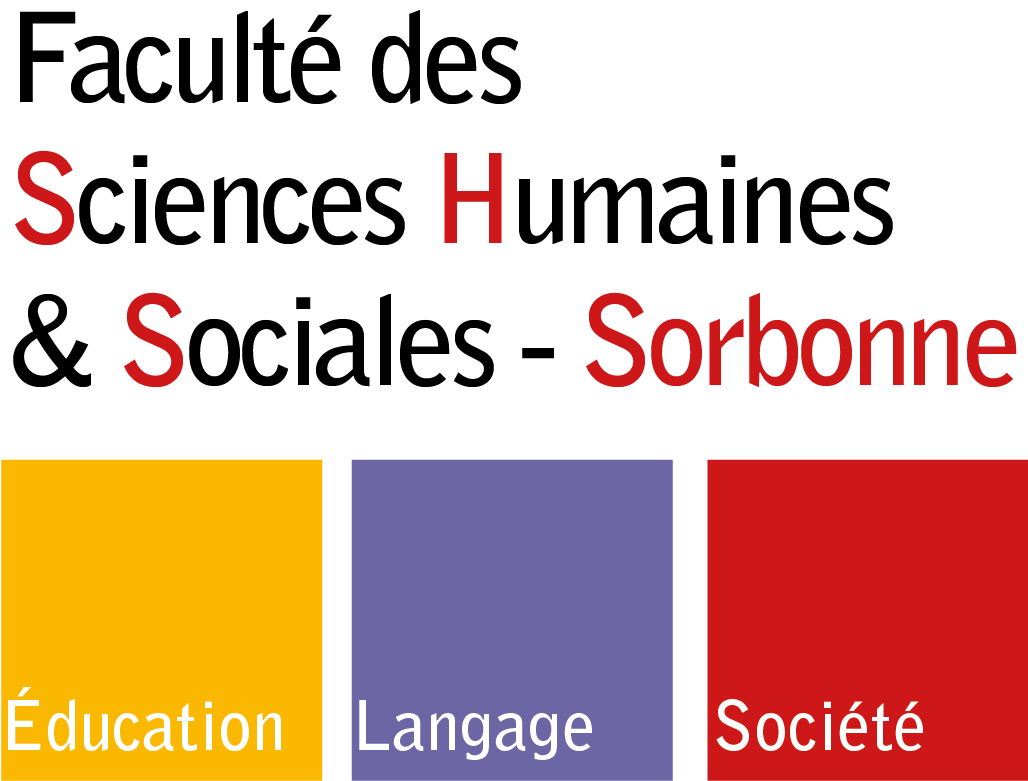 Faculté des
Sciences Humaines
& Sociales - Sorbonne
Éducation
Langage
Société